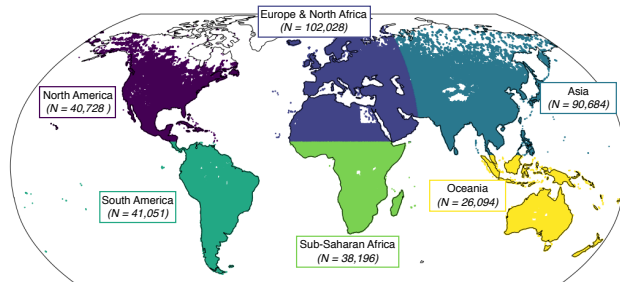 Europe & North Africa
(N = 102,028)
North America
(N = 40,728 )
Asia
(N = 90,684)
Oceania
(N = 26,094)
South America
(N = 41,051)
Sub-Saharan Africa
(N = 38,196)